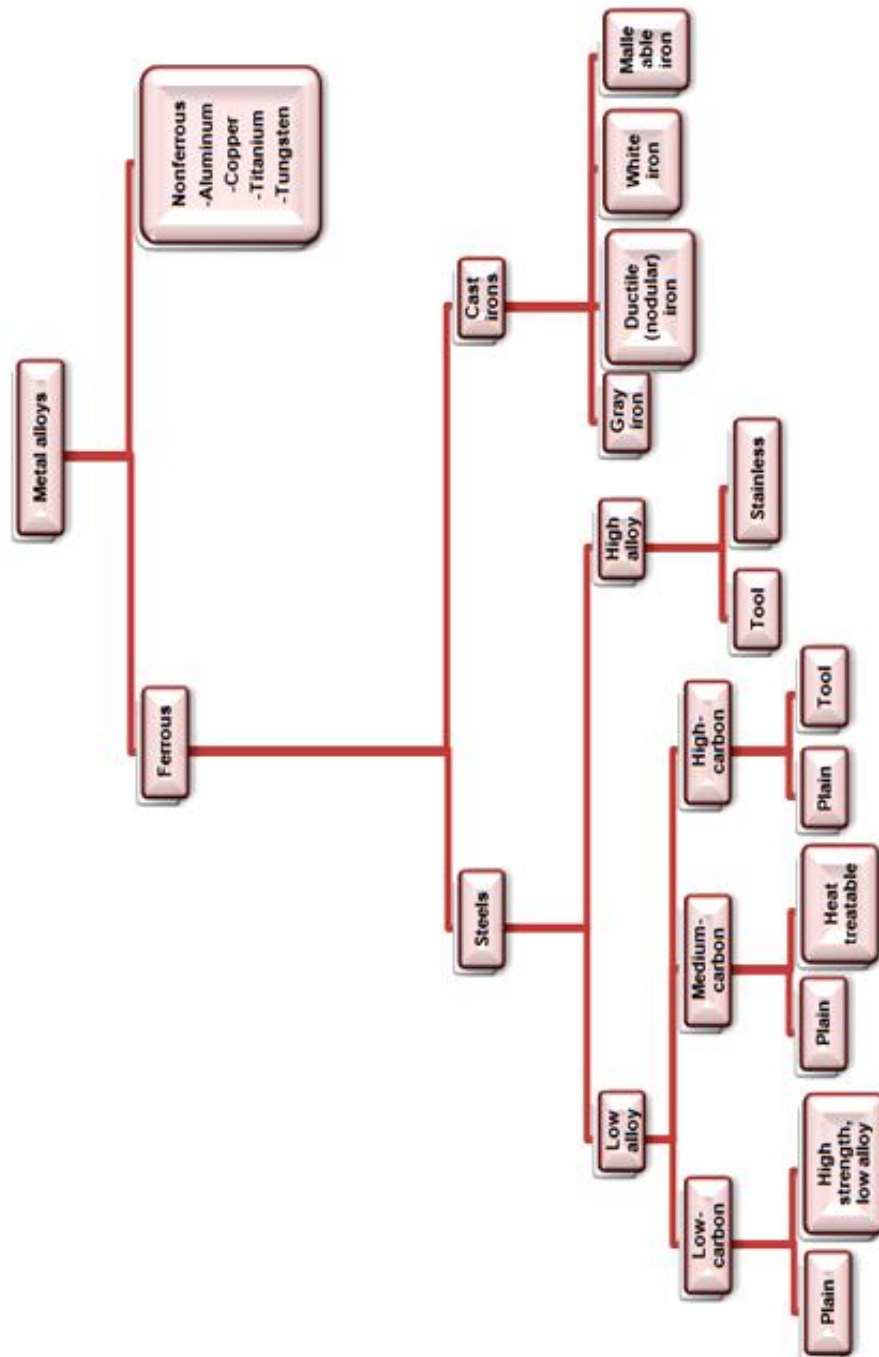 Metal alloys
Ferrous
Nonferrous
-Aluminum
-Copper
-Titanium
-Tungsten
Steels
Cast
irons
Low
alloy
High
alloy
Gray
iron
Ductile
(nodular)
iron
White
iron
Malle
able
iron
Low-
carbon
Medium-
carbon
High-
carbon
Tool
Stainless
Plain
High
strength,
low alloy
Plain
Heat
treatable
Plain
Tool